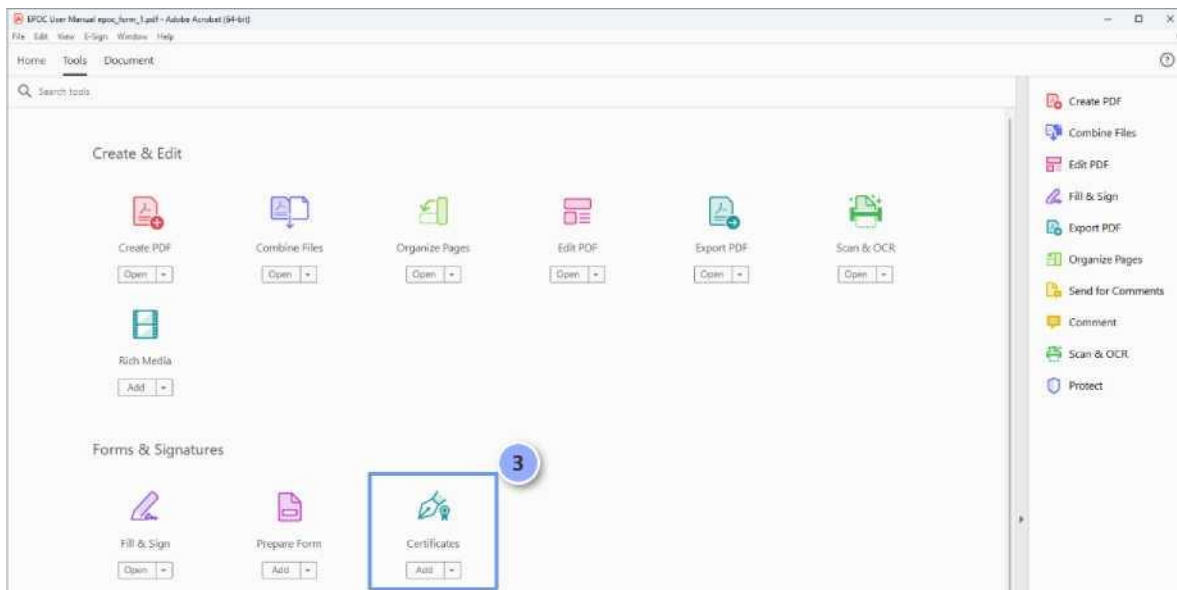 EPOC User Manual epoc_form_1.pdf - Adobe Acrobat (64-bit)
File Edit View E-Sign Window Help
Home Tools Document
Search tools
Create & Edit
Create PDF Combine Files Organize Pages Edit PDF Export PDF Scan & OCR
Open Open Open Open Open Open
Rich Media
Add
Forms & Signatures
3
Fill & Sign Prepare Form Certificates
Open Add Add
Create PDF
Combine Files
Edit PDF
Fill & Sign
Export PDF
Organize Pages
Send for Comments
Comment
Scan & OCR
Protect